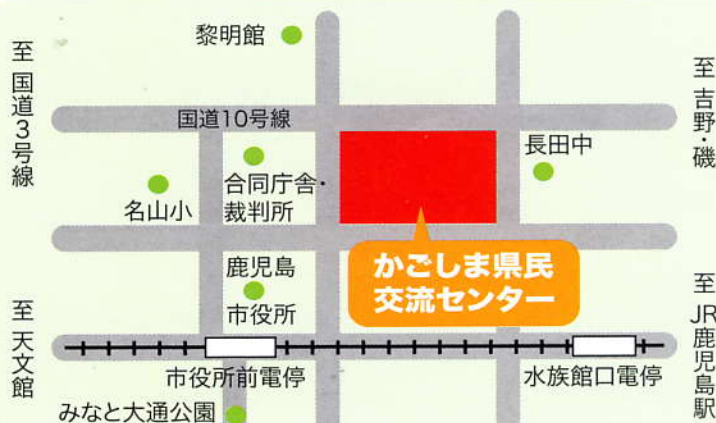 黎明館
至 国道3号線
国道10号線
至 吉野・磯
長田中
合同庁舎・
裁判所
名山小
かごしま県民
交流センター
鹿児島
市役所
至 天文館
至 JR鹿児島駅
市役所前電停
水族館口電停
みなと大通公園